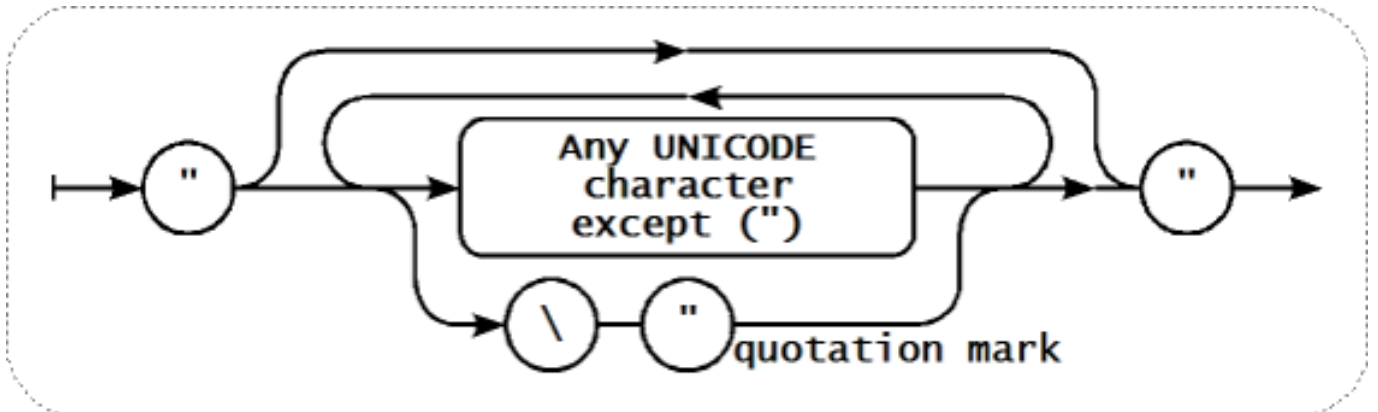 "
Any UNICODE
character
except (")
"
\
"
quotation mark